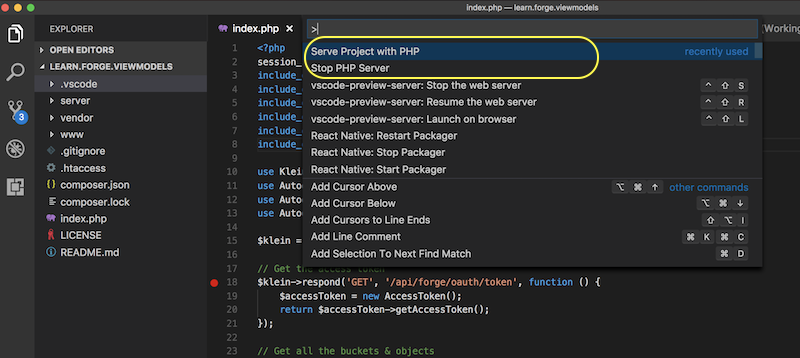 index.php — learn.forge.viewmodels
EXPLORER
OPEN EDITORS
LEARN.FORGE.VIEWMODELS
.vscode
server
vendor
www
.gitignore
.htaccess
composer.json
composer.lock
index.php
LICENSE
README.md
3
index.php ×
(Working
>
Serve Project with PHP recently used
Stop PHP Server
vscode-preview-server: Stop the web server ^ ⇧ S
vscode-preview-server: Resume the web server ^ ⇧ R
vscode-preview-server: Launch on browser ^ ⇧ L
React Native: Restart Packager
React Native: Stop Packager
React Native: Start Packager
Add Cursor Above ⌥ ⌘ ↑ other commands
Add Cursor Below ⌥ ⌘ ↓
Add Cursors to Line Ends ⇧ ⌥ I
Add Line Comment ⌘ K ⌘ C
Add Selection To Next Find Match ⌘ D
1 <?php
2 session_
3 include_
4 include_
5 include_
6 include_
7 include_
8 include_
9
10 use Klein
11 use Auto
12 use Auto
13 use Auto
14
15 $klein =
16
17 // Get the access token
18 $klein->respond('GET', '/api/forge/oauth/token', function () {
19 $accessToken = new AccessToken();
20 return $accessToken->getAccessToken();
21 });
22
23 // Get all the buckets & objects